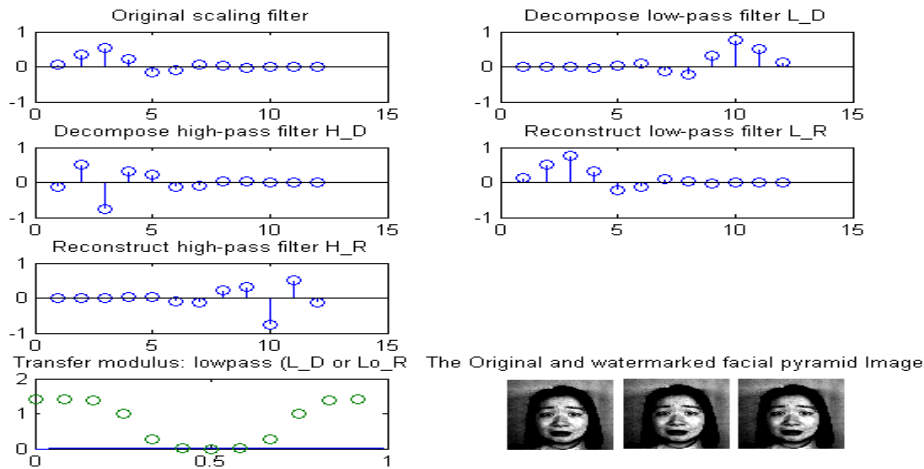 Original scaling filter
1
0
-1
0 5 10 15
Decompose low-pass filter L_D
1
0
-1
0 5 10 15
Decompose high-pass filter H_D
1
0
-1
0 5 10 15
Reconstruct low-pass filter L_R
1
0
-1
0 5 10 15
Reconstruct high-pass filter H_R
1
0
-1
0 5 10 15
Transfer modulus: lowpass (L_D or Lo_R
2
1
0
0 0.5 1
The Original and watermarked facial pyramid Image